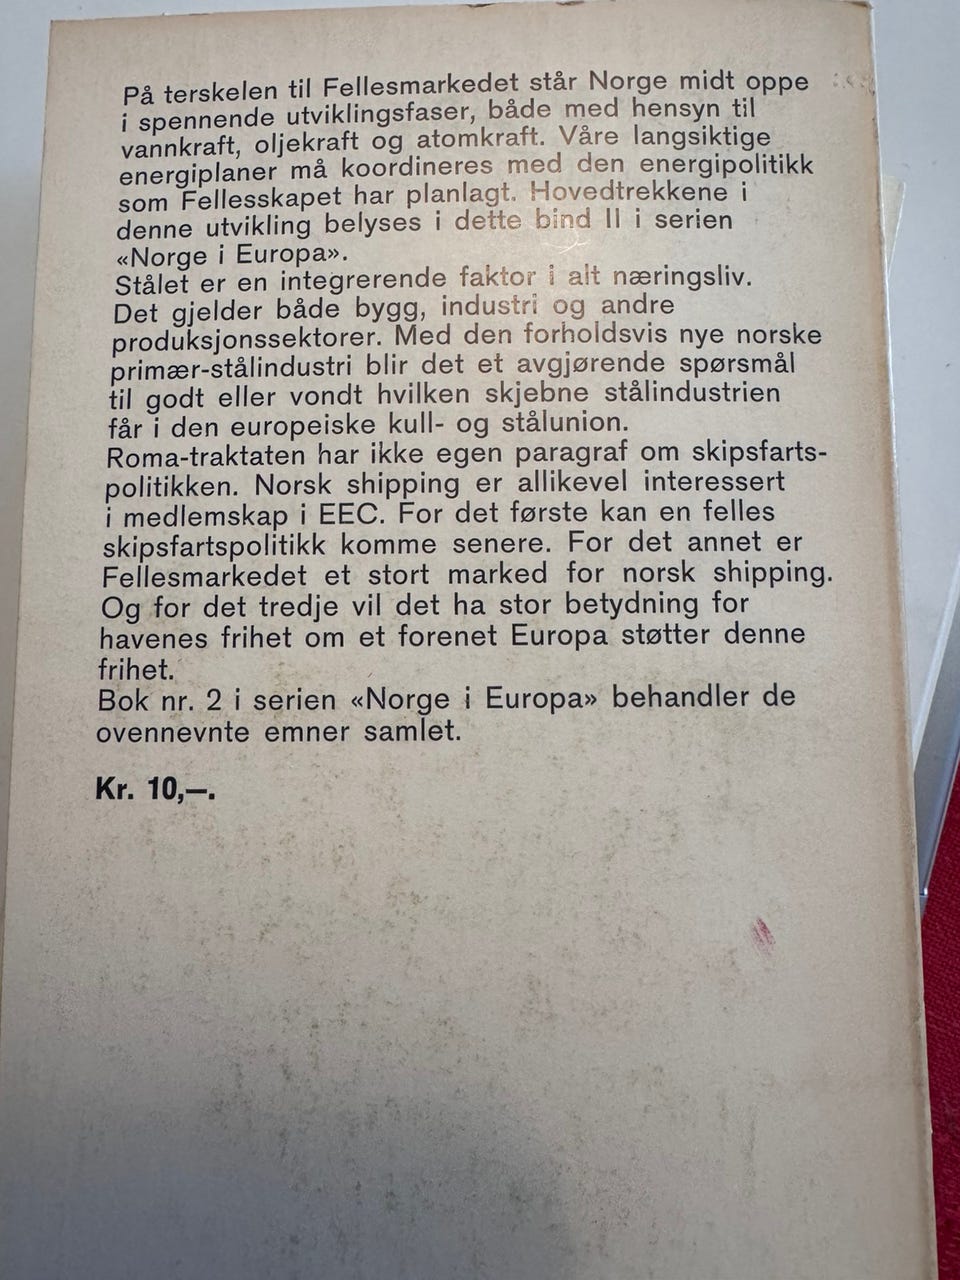 På terskelen til Fellesmarkedet står Norge midt oppe
i spennende utviklingsfaser, både med hensyn til
vannkraft, oljekraft og atomkraft. Våre langsiktige
energiplaner må koordineres med den energipolitikk
som Fellesskapet har planlagt. Hovedtrekkene i
denne utvikling belyses i dette bind II i serien
«Norge i Europa».
Stålet er en integrerende faktor i alt næringsliv.
Det gjelder både bygg, industri og andre
produksjonssektorer. Med den forholdsvis nye norske
primær-stålindustri blir det et avgjørende spørsmål
til godt eller vondt hvilken skjebne stålindustrien
får i den europeiske kull- og stålunion.
Roma-traktaten har ikke egen paragraf om skipsfarts-
politikken. Norsk shipping er allikevel interessert
i medlemskap i EEC. For det første kan en felles
skipsfartspolitikk komme senere. For det annet er
Fellesmarkedet et stort marked for norsk shipping.
Og for det tredje vil det ha stor betydning for
havenes frihet om et forenet Europa støtter denne
frihet.
Bok nr. 2 i serien «Norge i Europa» behandler de
ovennevnte emner samlet.
Kr. 10,—.